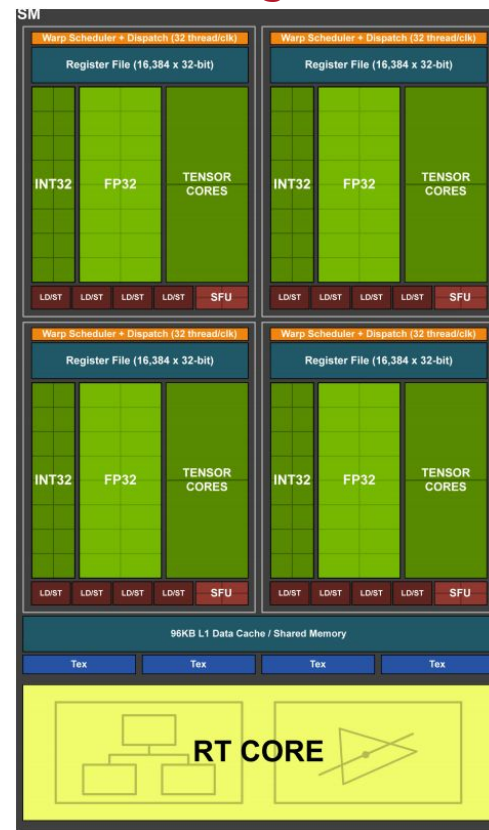 SM
Warp Scheduler + Dispatch (32 thread/clk)
Register File (16,384 x 32-bit)
INT32 FP32 TENSOR CORES
LD/ST LD/ST LD/ST LD/ST SFU
Warp Scheduler + Dispatch (32 thread/clk)
Register File (16,384 x 32-bit)
INT32 FP32 TENSOR CORES
LD/ST LD/ST LD/ST LD/ST SFU
Warp Scheduler + Dispatch (32 thread/clk)
Register File (16,384 x 32-bit)
INT32 FP32 TENSOR CORES
LD/ST LD/ST LD/ST LD/ST SFU
Warp Scheduler + Dispatch (32 thread/clk)
Register File (16,384 x 32-bit)
INT32 FP32 TENSOR CORES
LD/ST LD/ST LD/ST LD/ST SFU
96KB L1 Data Cache / Shared Memory
Tex Tex Tex Tex
RT CORE